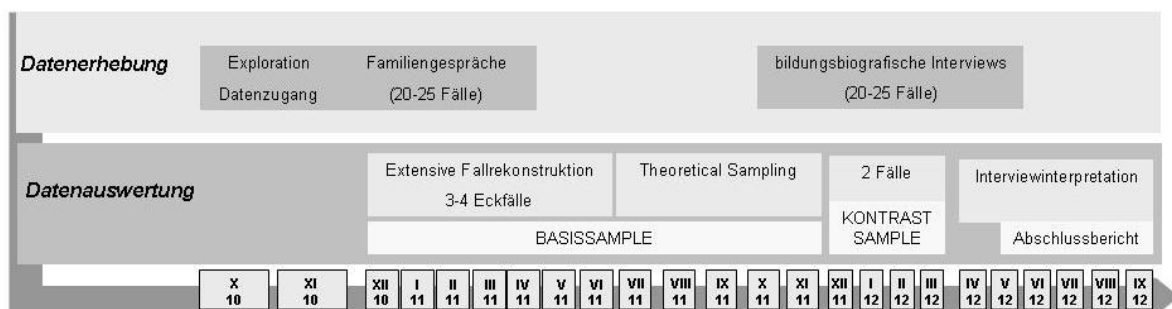 Datenerhebung
Exploration
Datenzugang
Familiengespräche
(20-25 Fälle)
bildungsbiografische Interviews
(20-25 Fälle)
Datenauswertung
Extensive Fallrekonstruktion
3-4 Eckfälle
Theoretical Sampling
BASISSAMPLE
2 Fälle
KONTRAST
SAMPLE
Interviewinterpretation
Abschlussbericht
X XI XII I II III IV V VI VII VIII IX X XI XII I II III IV V VI VII VIII IX
10 10 10 11 11 11 11 11 11 11 11 11 11 11 11 12 12 12 12 12 12 12 12 12